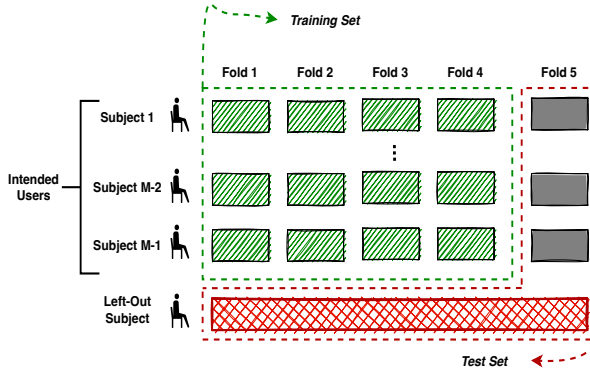 Training Set
Fold 1 Fold 2 Fold 3 Fold 4 Fold 5
Subject 1
Intended
Users
Subject M-2
Subject M-1
Left-Out
Subject
Test Set